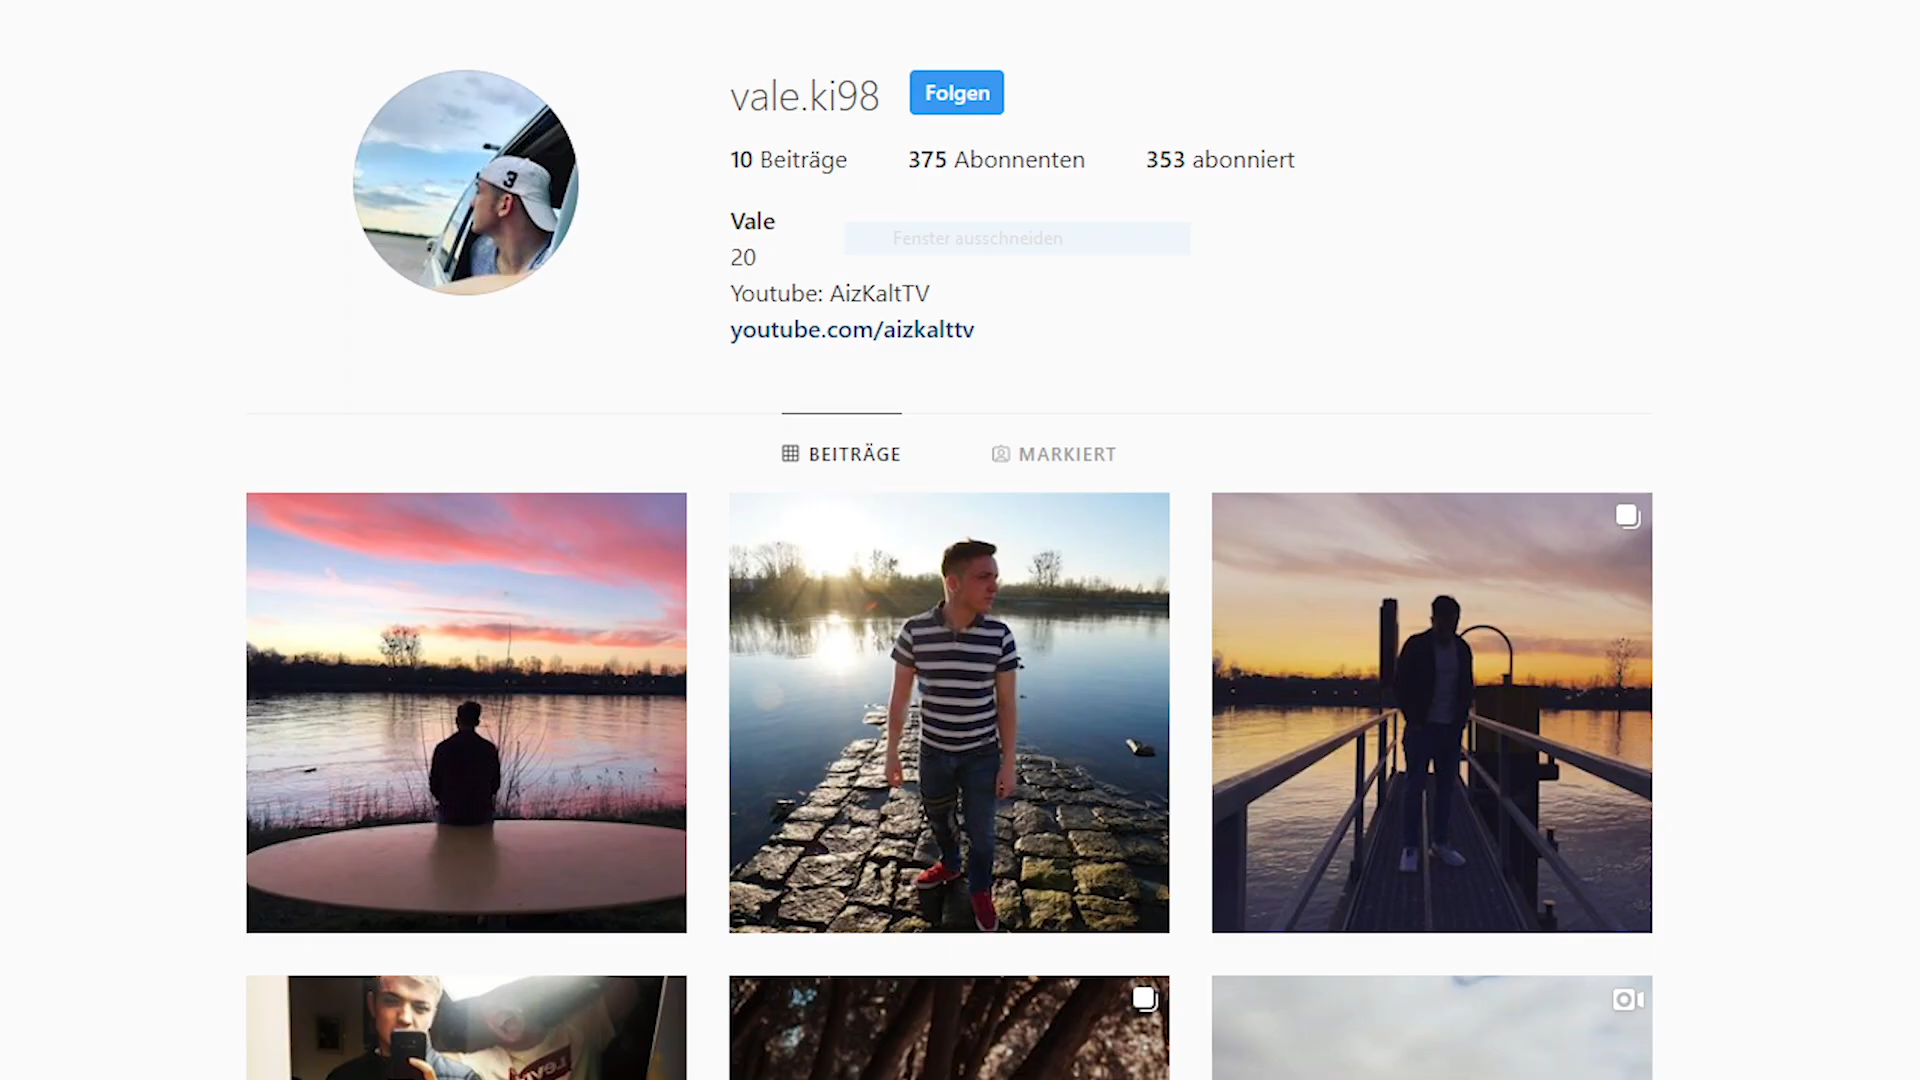 vale.ki98
Folgen
10 Beiträge
375 Abonnenten
353 abonniert
Vale
Fenster ausschneiden
20
Youtube: AizKaltTV
youtube.com/aizkalttv
BEITRÄGE
MARKIERT
3